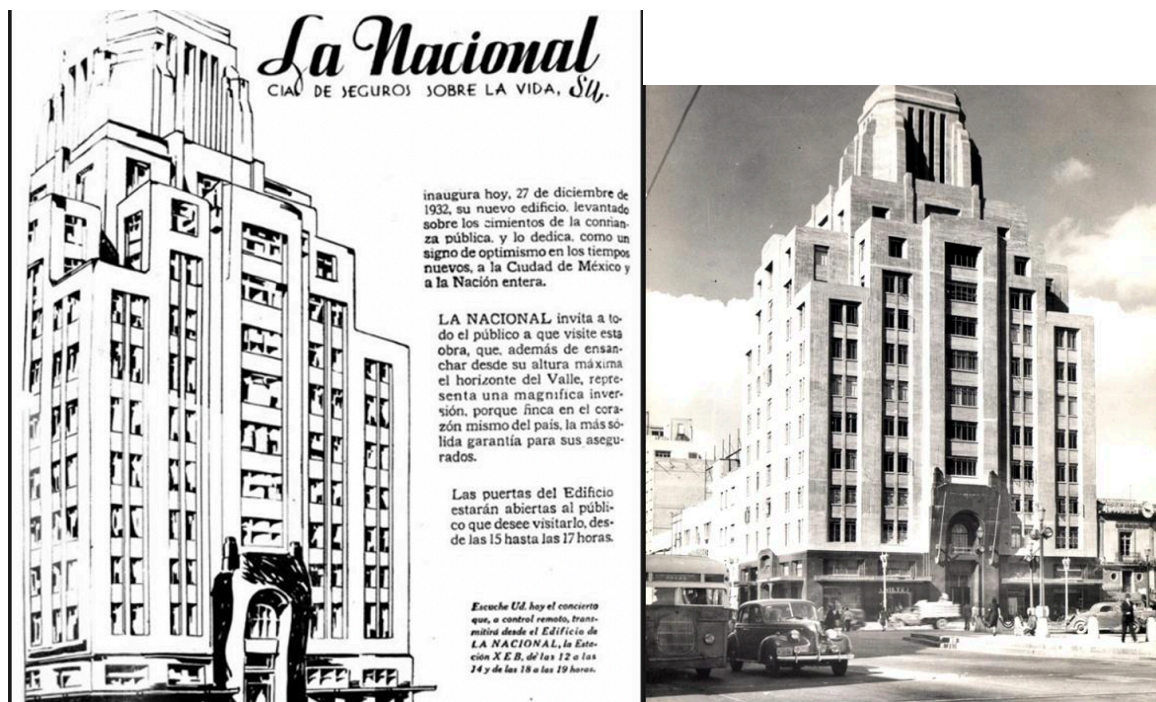 La Nacional
CIA DE SEGUROS SOBRE LA VIDA, S.A.
inaugura hoy, 27 de diciembre de
1932, su nuevo edificio, levantado
sobre los cimientos de la confian-
za pública, y lo dedica, como un
signo de optimismo en los tiempos
nuevos, a la Ciudad de México y
a la Nación entera.
LA NACIONAL invita a to-
do el público a que visite esta
obra, que, además de ensan-
char desde su altura máxima
el horizonte del Valle, repre-
senta una magnífica inver-
sión, porque finca en el cora-
zón mismo del país, la más só-
lida garantía para sus asegu-
rados.
Las puertas del Edificio
estarán abiertas al públi-
co que desee visitarlo, des-
de las 15 hasta las 17 horas.
Escuche Ud. hoy el concierto
que, a control remoto, trans-
mitirá desde el Edificio de
LA NACIONAL, la Esta-
ción X E B, de las 12 a las
14 y de las 18 a las 19 horas.